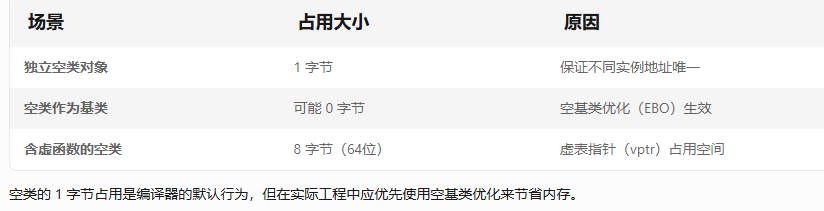 场景 占用大小 原因
独立空类对象 1 字节 保证不同实例地址唯一
空类作为基类 可能 0 字节 空基类优化（EBO）生效
含虚函数的空类 8 字节（64位） 虚表指针（vptr）占用空间
空类的 1 字节占用是编译器的默认行为，但在实际工程中应优先使用空基类优化来节省内存。